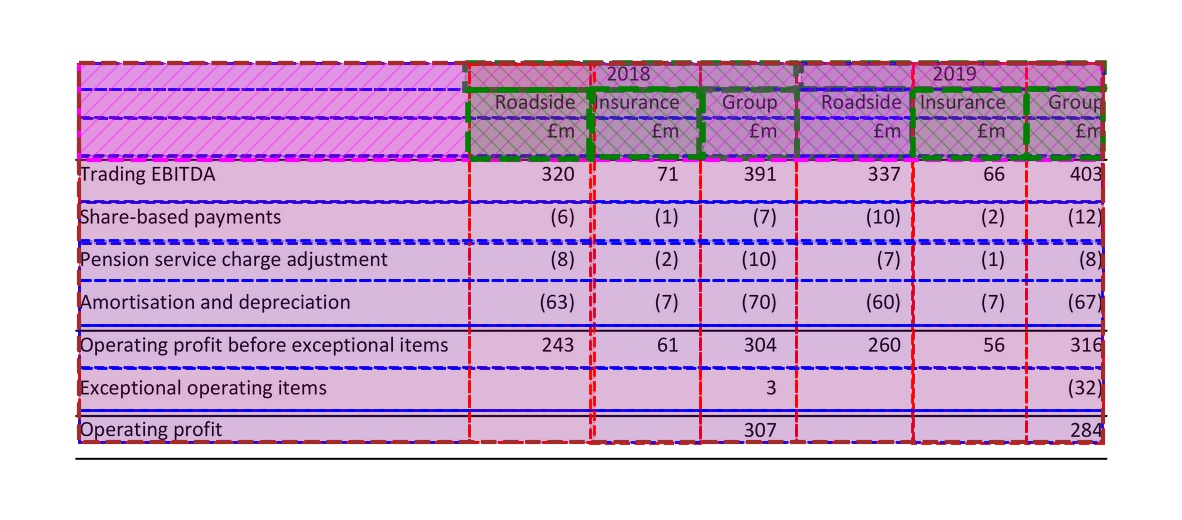 2018 2019
Roadside Insurance Group Roadside Insurance Group
£m £m £m £m £m £m
Trading EBITDA 320 71 391 337 66 403
Share-based payments (6) (1) (7) (10) (2) (12)
Pension service charge adjustment (8) (2) (10) (7) (1) (8)
Amortisation and depreciation (63) (7) (70) (60) (7) (67)
Operating profit before exceptional items 243 61 304 260 56 316
Exceptional operating items 3 (32)
Operating profit 307 284